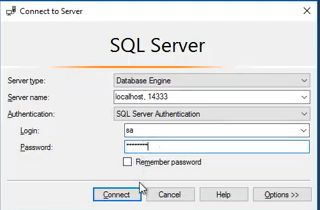 Connect to Server
SQL Server
Server type: Database Engine
Server name: localhost, 14333
Authentication: SQL Server Authentication
Login: sa
Password: ********
Remember password
Connect Cancel Help Options >>